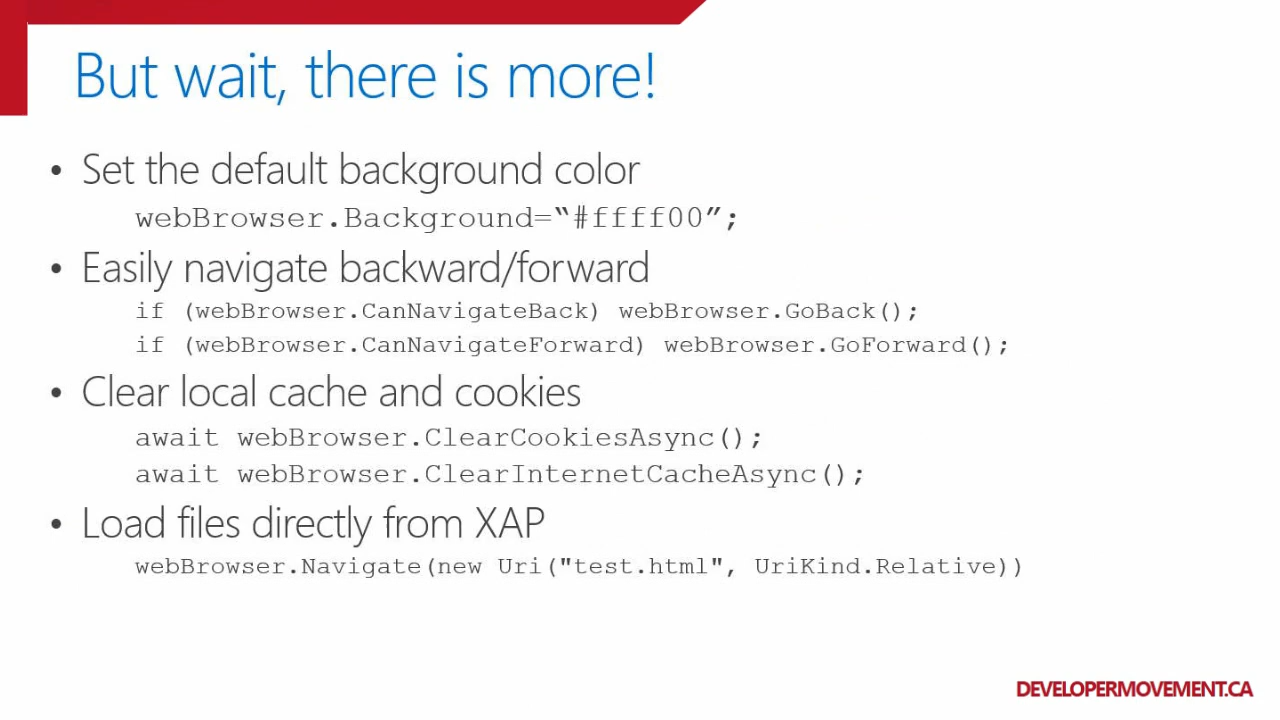 But wait, there is more!
• Set the default background color
webBrowser.Background=“#ffff00”;
• Easily navigate backward/forward
if (webBrowser.CanNavigateBack) webBrowser.GoBack();
if (webBrowser.CanNavigateForward) webBrowser.GoForward();
• Clear local cache and cookies
await webBrowser.ClearCookiesAsync();
await webBrowser.ClearInternetCacheAsync();
• Load files directly from XAP
webBrowser.Navigate(new Uri("test.html", UriKind.Relative))
DEVELOPERMOVEMENT.CA